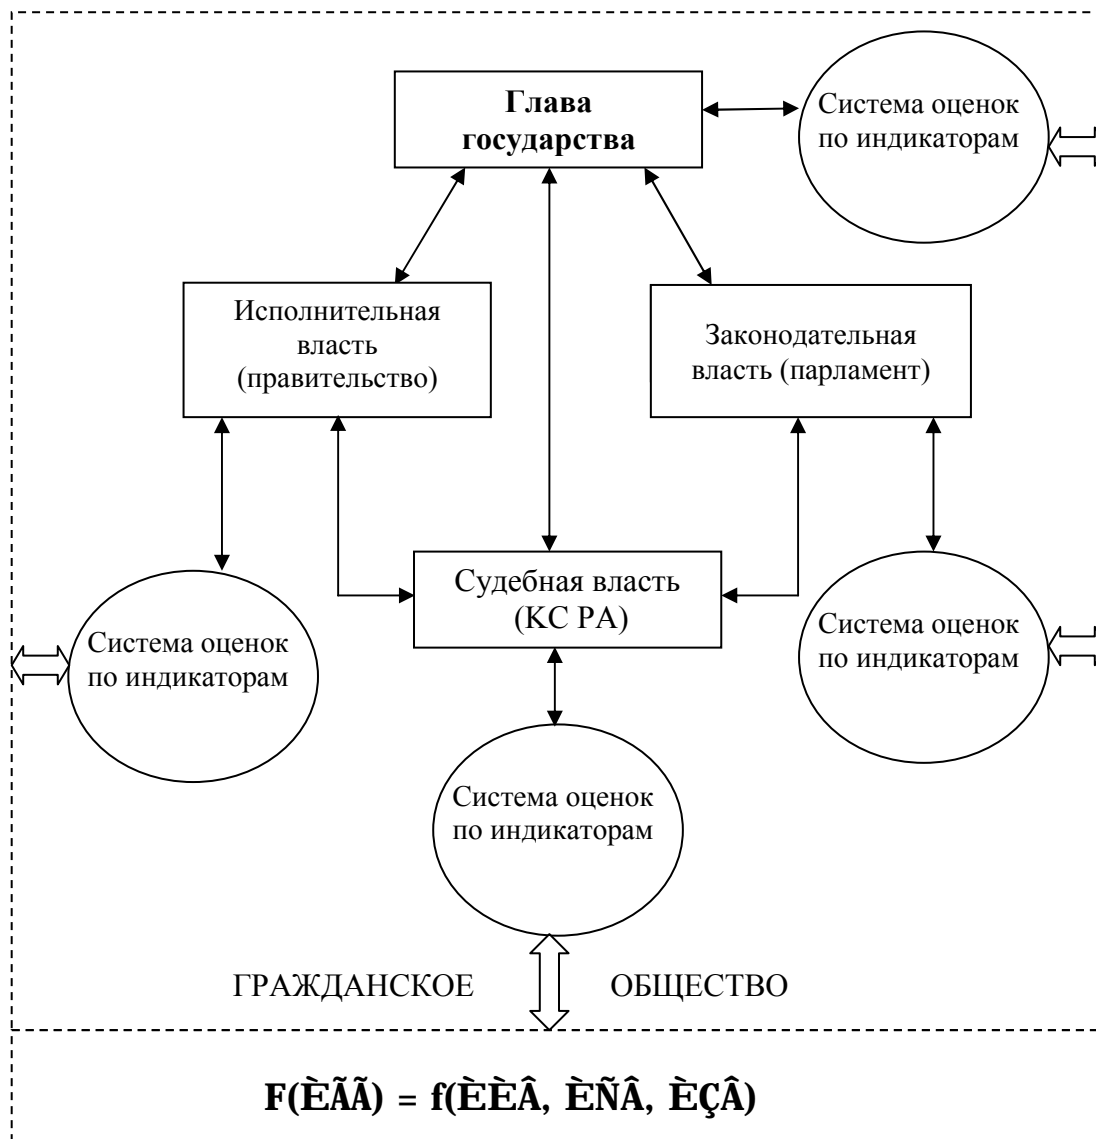 Глава
государства
Система оценок
по индикаторам
Исполнительная
власть
(правительство)
Законодательная
власть (парламент)
Судебная власть
(КС РА)
Система оценок
по индикаторам
Система оценок
по индикаторам
Система оценок
по индикаторам
ГРАЖДАНСКОЕ ОБЩЕСТВО
F(ÈÃÃ) = f(ÈÈÂ, ÈÑÂ, ÈÇÂ)